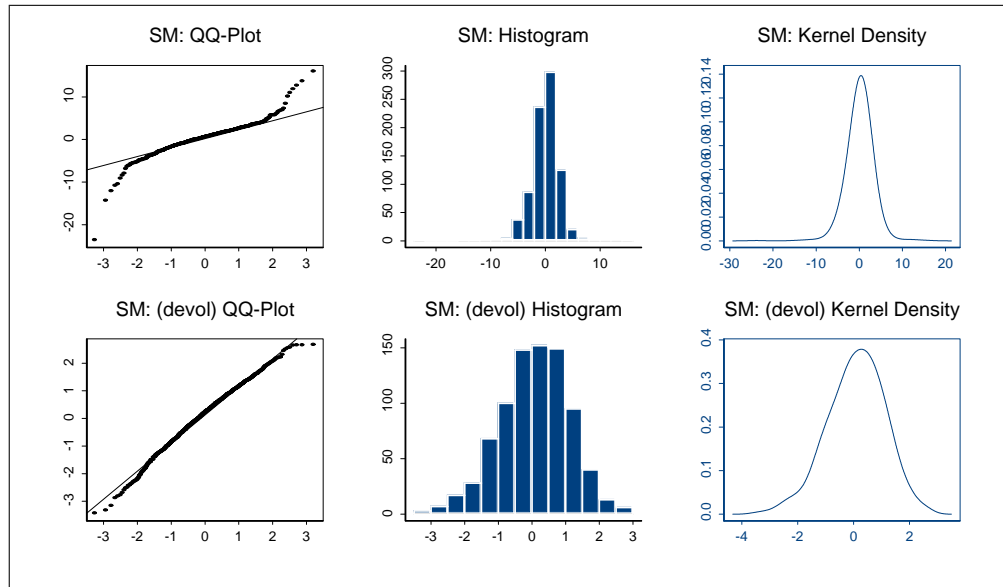 SM: QQ-Plot
SM: Histogram
SM: Kernel Density
10
0
-10
-20
-3 -2 -1 0 1 2 3
300
250
200
150
100
50
0
-10 0 10
0.14
0.12
0.10
0.08
0.06
0.04
0.02
0.00
-30 -20 -10 0 10 20
SM: (devol) QQ-Plot
SM: (devol) Histogram
SM: (devol) Kernel Density
2
1
0
-1
-2
-3
-3 -2 -1 0 1 2 3
150
100
50
0
-3 -2 -1 0 1 2 3
0.4
0.3
0.2
0.1
0.0
-4 -2 0 2